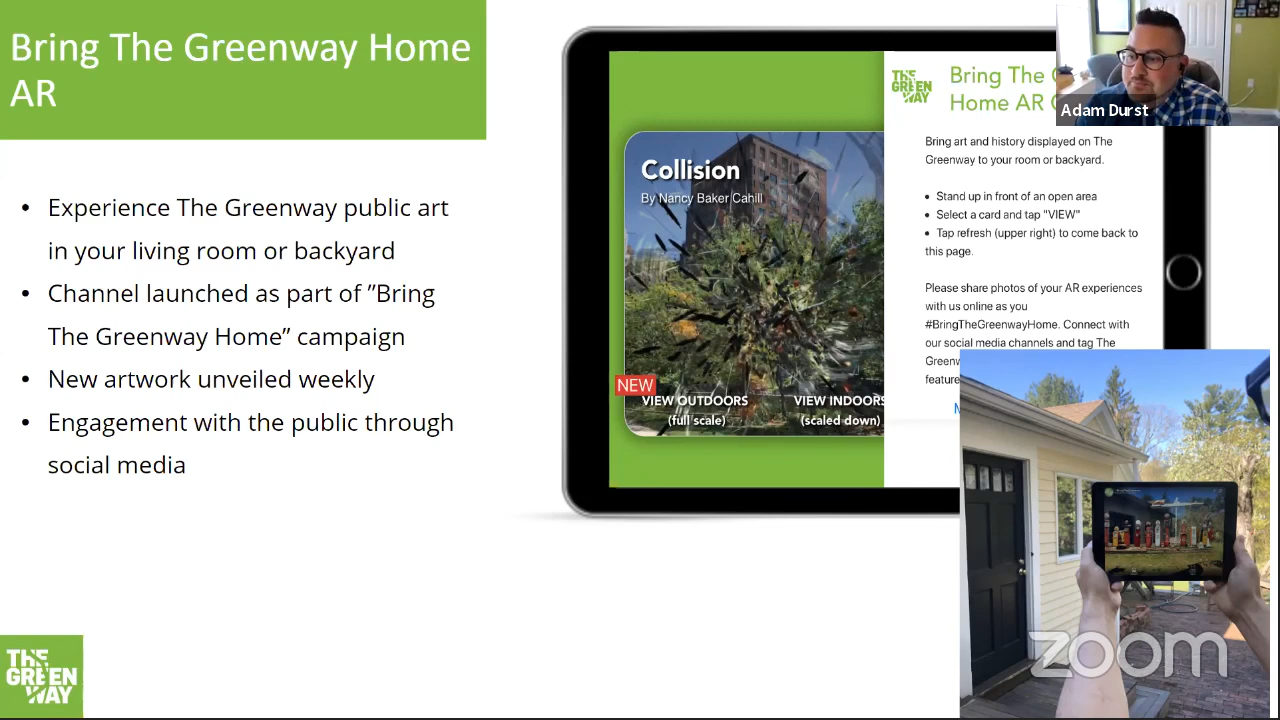 Bring The Greenway Home
AR
• Experience The Greenway public art
in your living room or backyard
• Channel launched as part of ”Bring
The Greenway Home” campaign
• New artwork unveiled weekly
• Engagement with the public through
social media
THE
GREEN
WAY
Collision
By Nancy Baker Cahill
NEW
VIEW OUTDOORS
(full scale)
VIEW INDOORS
(scaled down)
THE
GREEN
WAY
Bring The
Home AR
Bring art and history displayed on The
Greenway to your room or backyard.
• Stand up in front of an open area
• Select a card and tap "VIEW"
• Tap refresh (upper right) to come back to
this page.
Please share photos of your AR experiences
with us online as you
#BringTheGreenwayHome. Connect with
our social media channels and tag The
Adam Durst
zoom